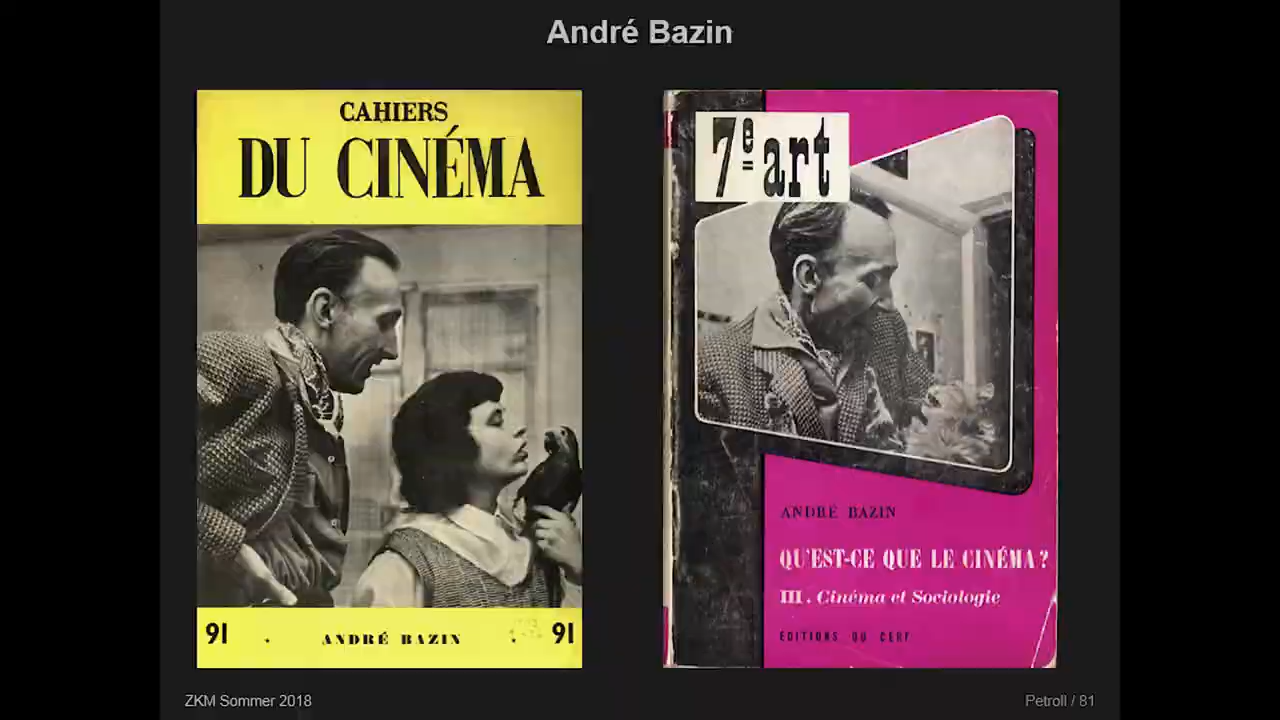 André Bazin
CAHIERS
DU CINÉMA
91 . ANDRÉ BAZIN . 91
7e art
ANDRÉ BAZIN
QU'EST-CE QUE LE CINÉMA?
III. Cinéma et Sociologie
EDITIONS DU CERF
ZKM Sommer 2018
Petroll / 81